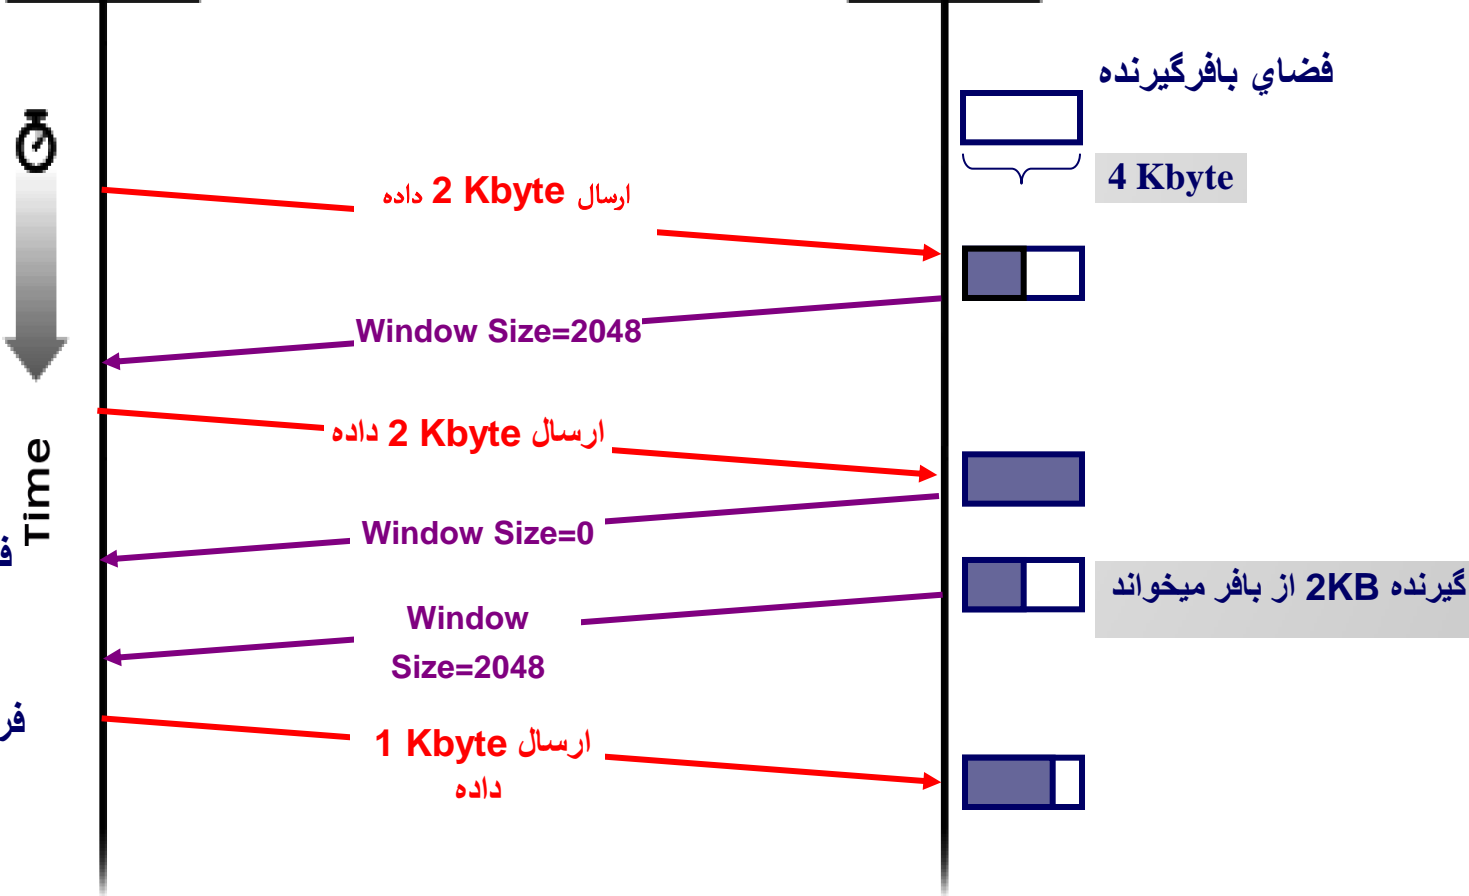 فضاي بافرگيرنده
4 Kbyte
ارسال 2 Kbyte داده
Window Size=2048
ارسال 2 Kbyte داده
Time
Window Size=0
گيرنده 2KB از بافر ميخواند
Window
Size=2048
ارسال 1 Kbyte
داده